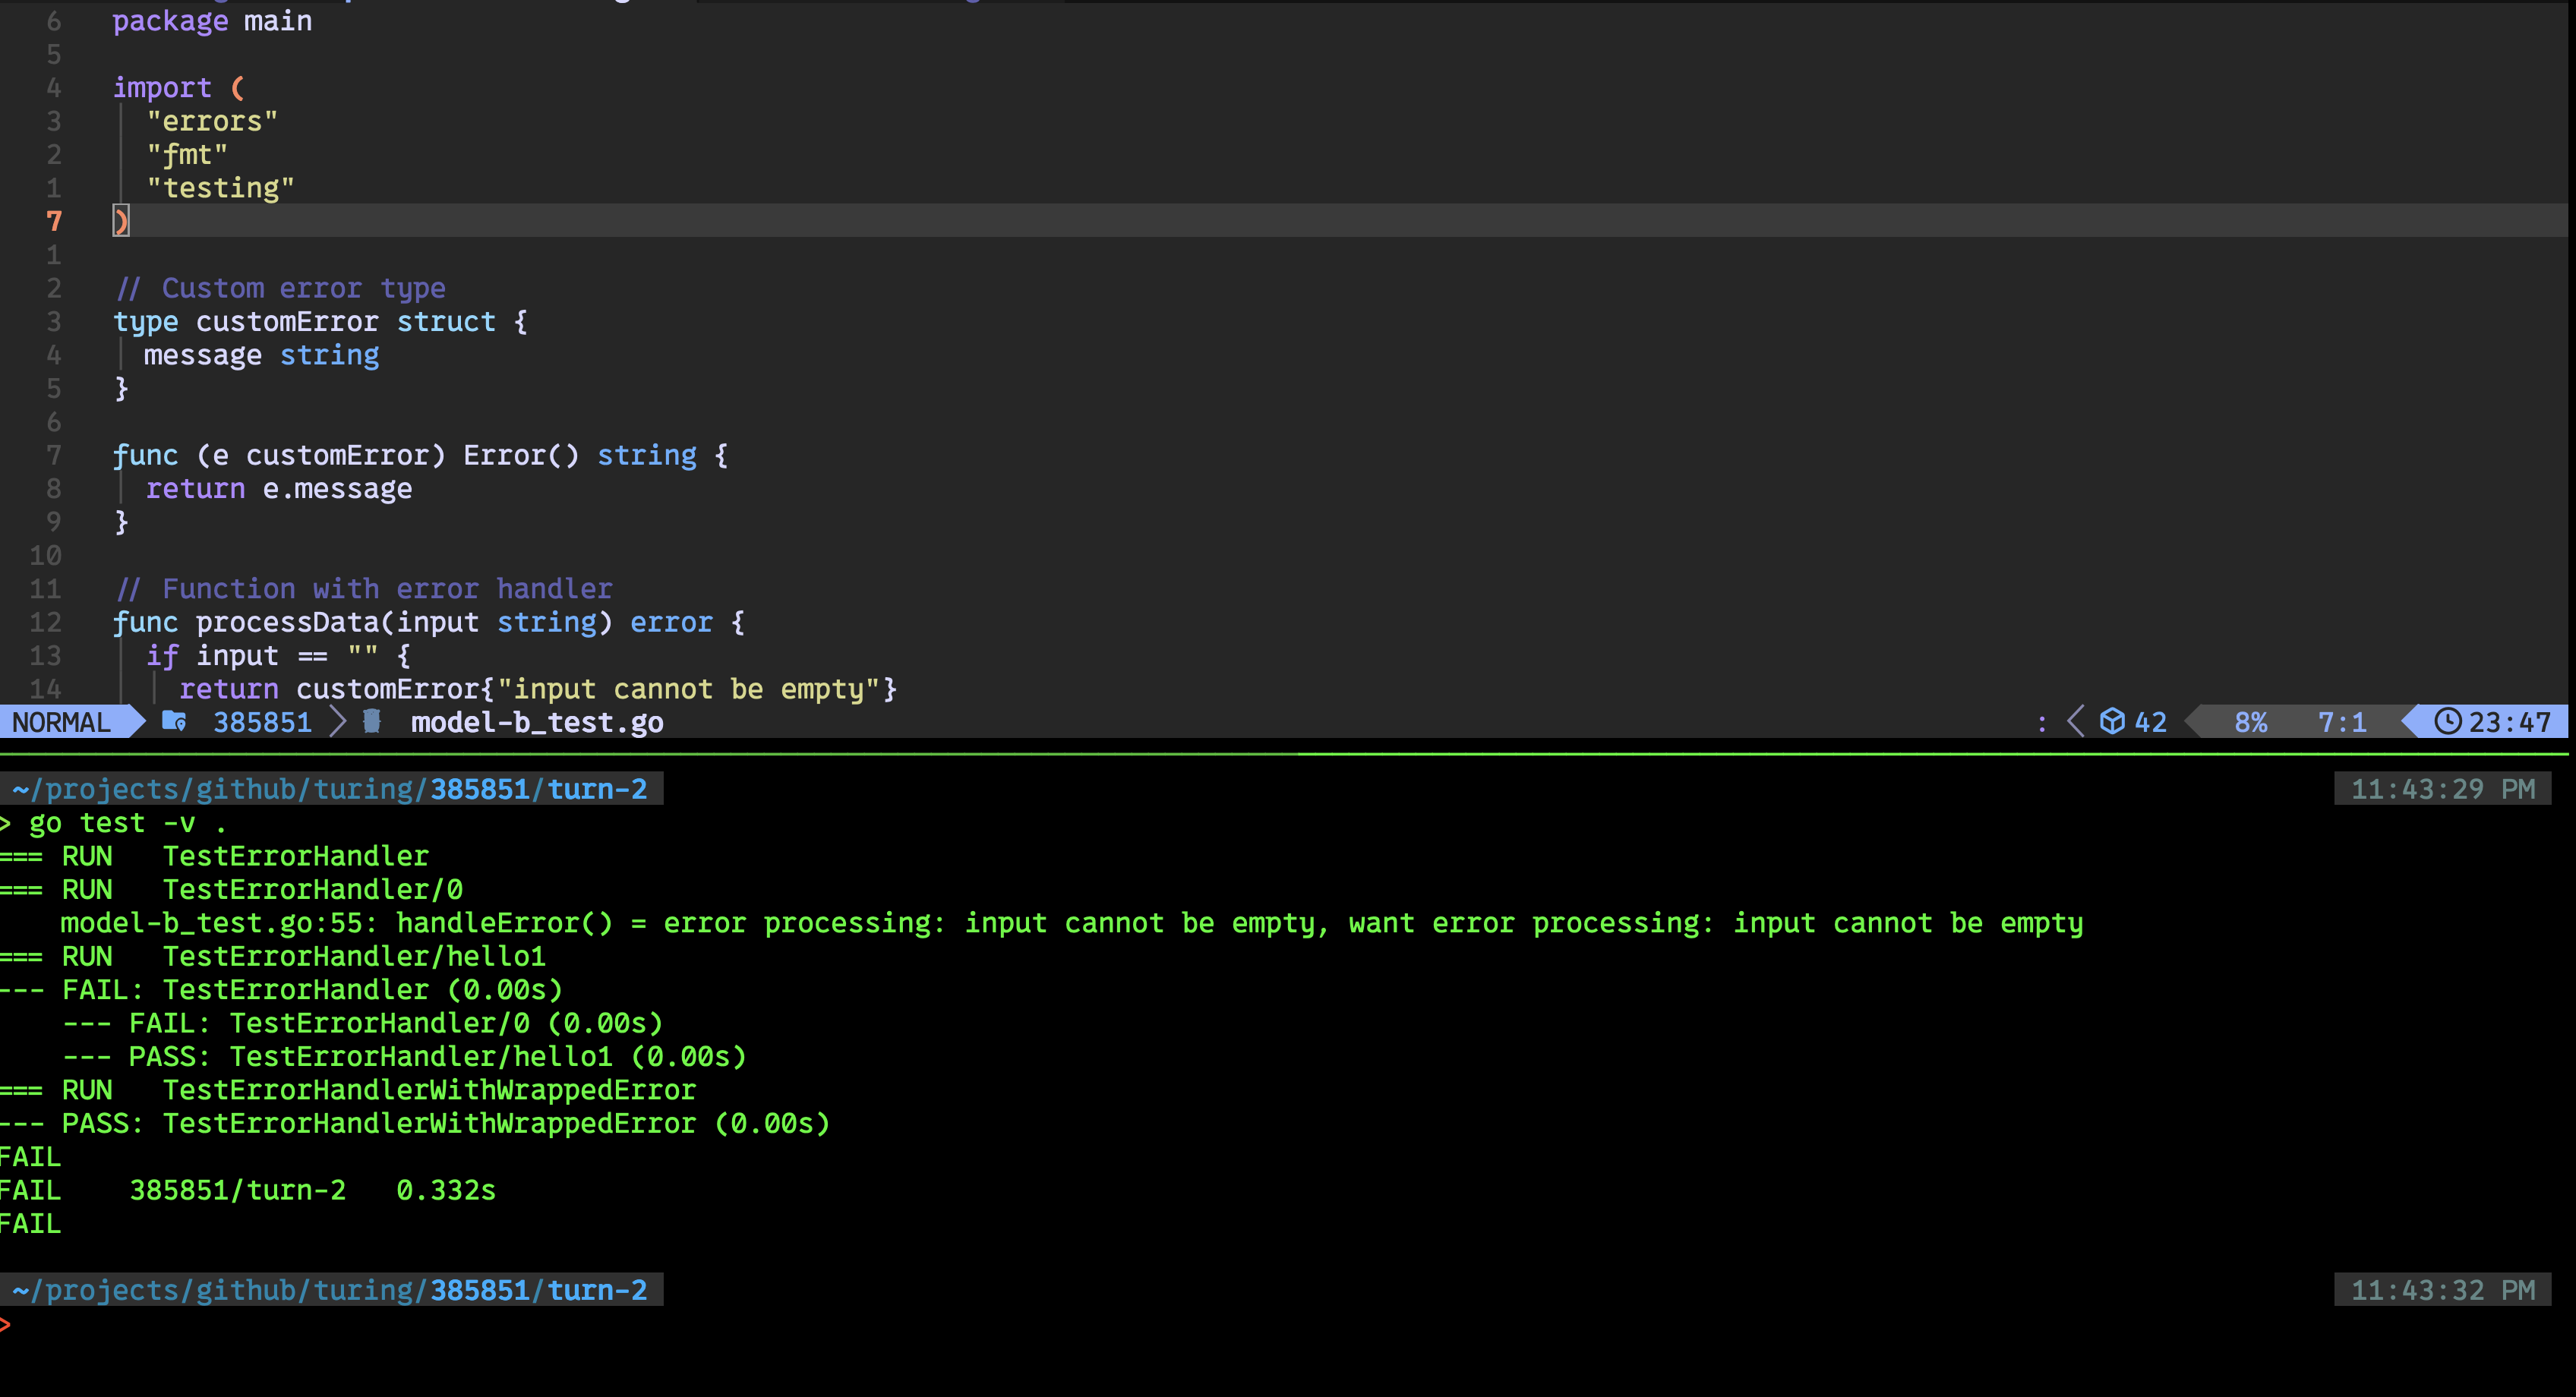 6 package main
5
4 import (
3 "errors"
2 "fmt"
1 "testing"
7 )
1
2 // Custom error type
3 type customError struct {
4 message string
5 }
6
7 func (e customError) Error() string {
8 return e.message
9 }
10
11 // Function with error handler
12 func processData(input string) error {
13 if input == "" {
14 return customError{"input cannot be empty"}
NORMAL 385851 model-b_test.go : 42 8% 7:1 23:47
~/projects/github/turing/385851/turn-2 11:43:29 PM
> go test -v .
=== RUN TestErrorHandler
=== RUN TestErrorHandler/0
model-b_test.go:55: handleError() = error processing: input cannot be empty, want error processing: input cannot be empty
=== RUN TestErrorHandler/hello1
--- FAIL: TestErrorHandler (0.00s)
--- FAIL: TestErrorHandler/0 (0.00s)
--- PASS: TestErrorHandler/hello1 (0.00s)
=== RUN TestErrorHandlerWithWrappedError
--- PASS: TestErrorHandlerWithWrappedError (0.00s)
FAIL
FAIL 385851/turn-2 0.332s
FAIL
~/projects/github/turing/385851/turn-2 11:43:32 PM
>